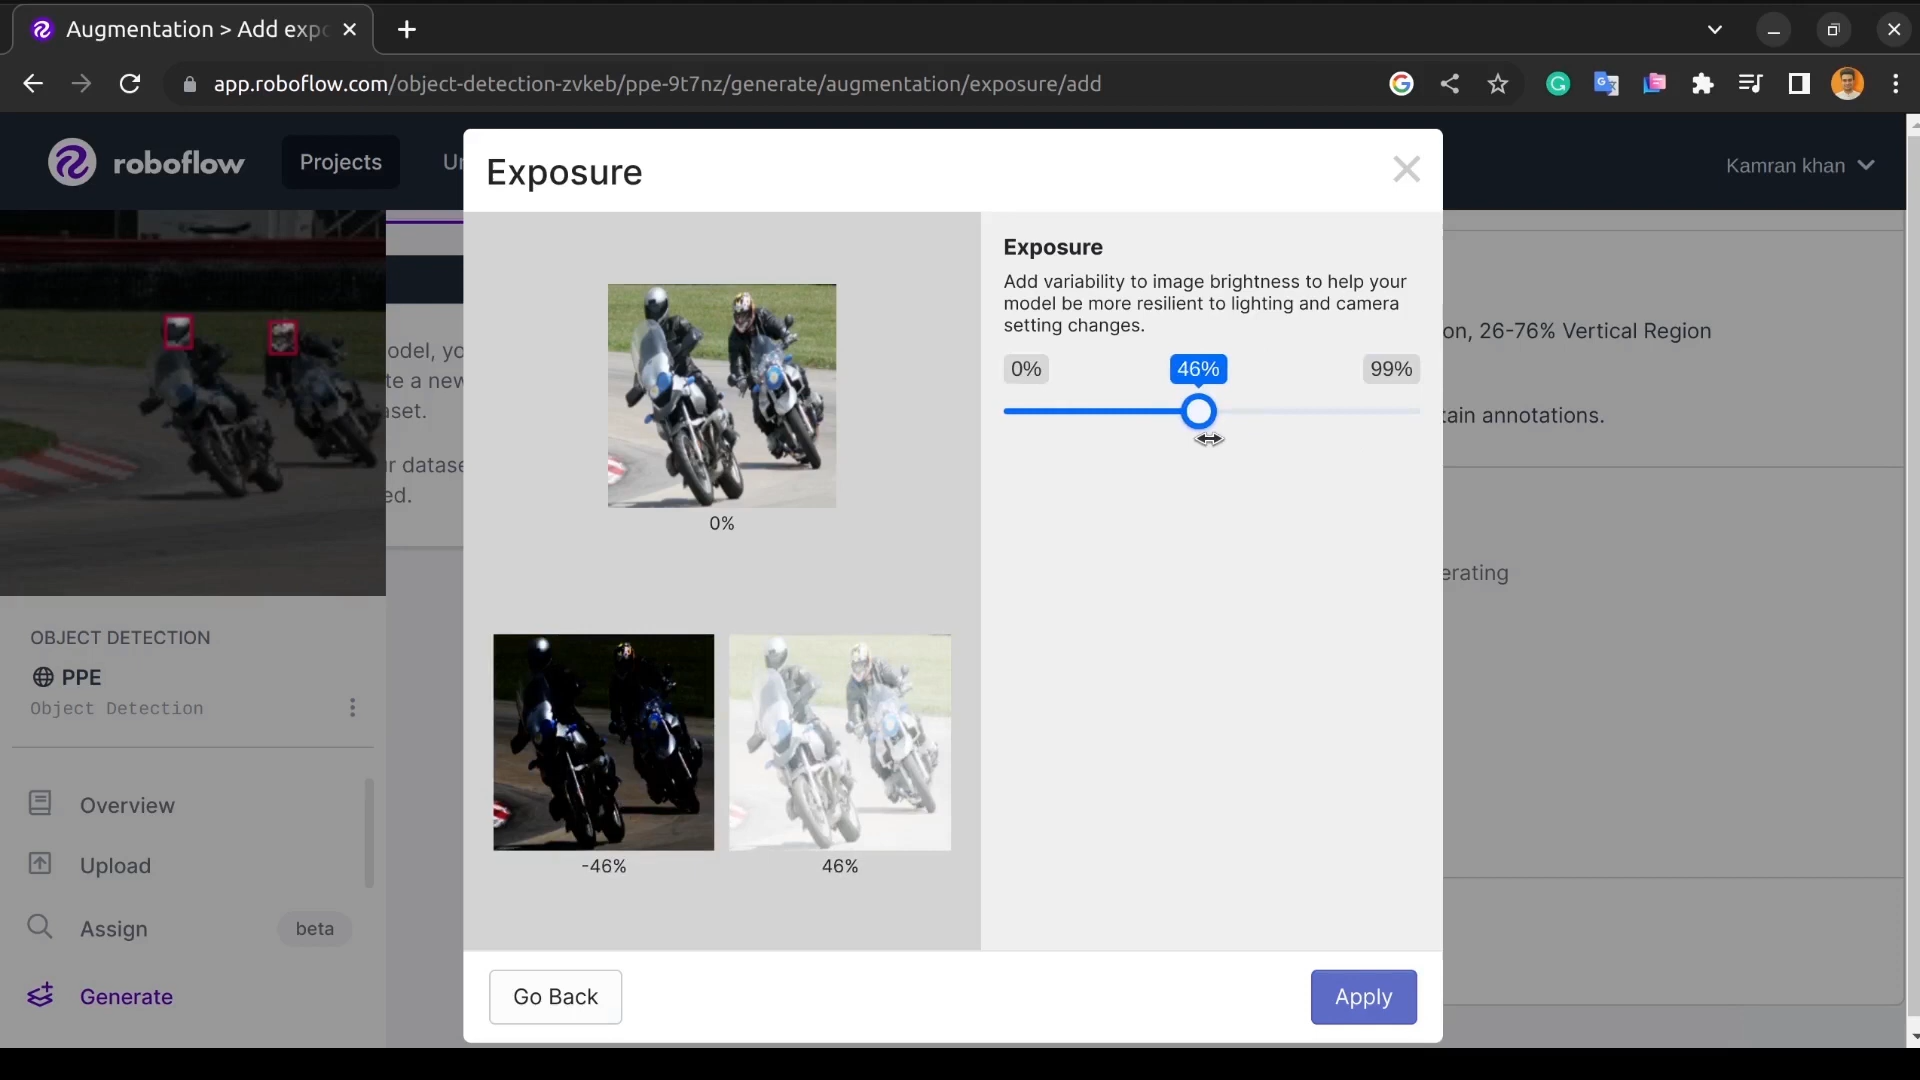 Augmentation > Add expo
app.roboflow.com/object-detection-zvkeb/ppe-9t7nz/generate/augmentation/exposure/add
roboflow
Projects
Kamran khan
Exposure
Exposure
Add variability to image brightness to help your
model be more resilient to lighting and camera
setting changes.
0%
46%
99%
0%
-46%
46%
on, 26-76% Vertical Region
tain annotations.
erating
odel, yo
te a new
aset.
r datase
ed.
OBJECT DETECTION
PPE
Object Detection
Overview
Upload
Assign
beta
Generate
Go Back
Apply